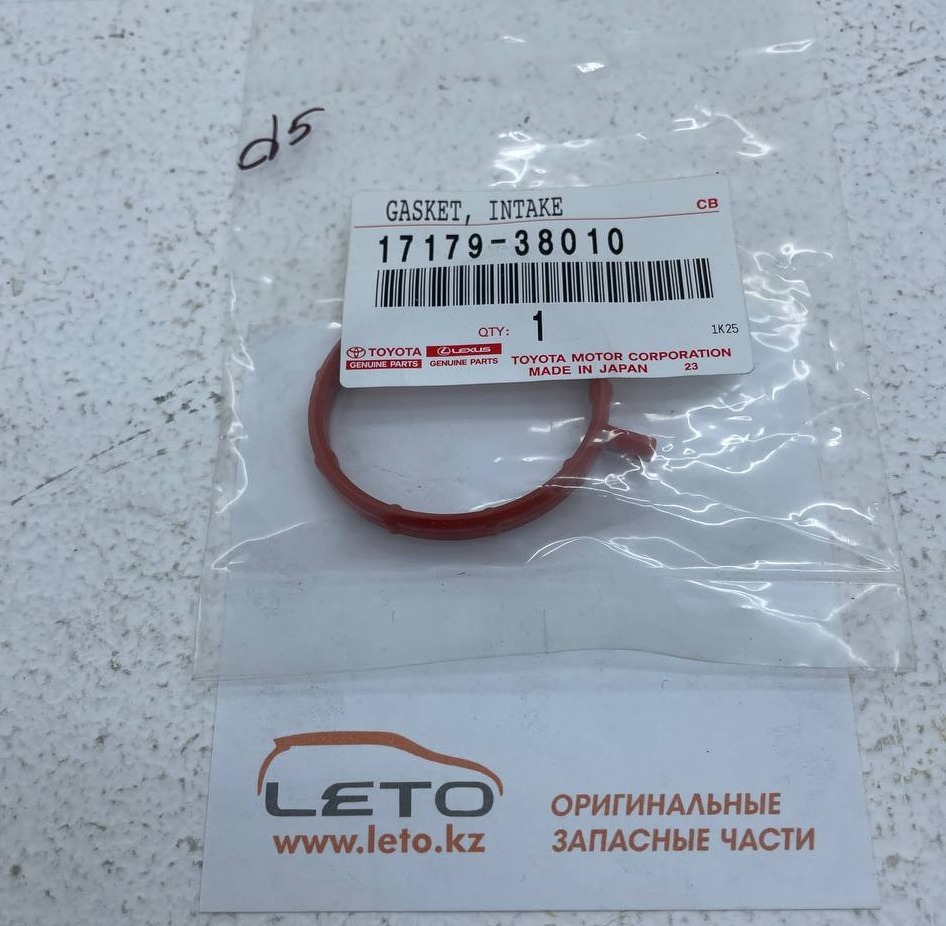 d5
GASKET, INTAKE
CB
17179-38010
QTY: 1
1K25
TOYOTA
GENUINE PARTS
LEXUS
GENUINE PARTS
TOYOTA MOTOR CORPORATION
MADE IN JAPAN 23
LETO
www.leto.kz
ОРИГИНАЛЬНЫЕ
ЗАПАСНЫЕ ЧАСТИ